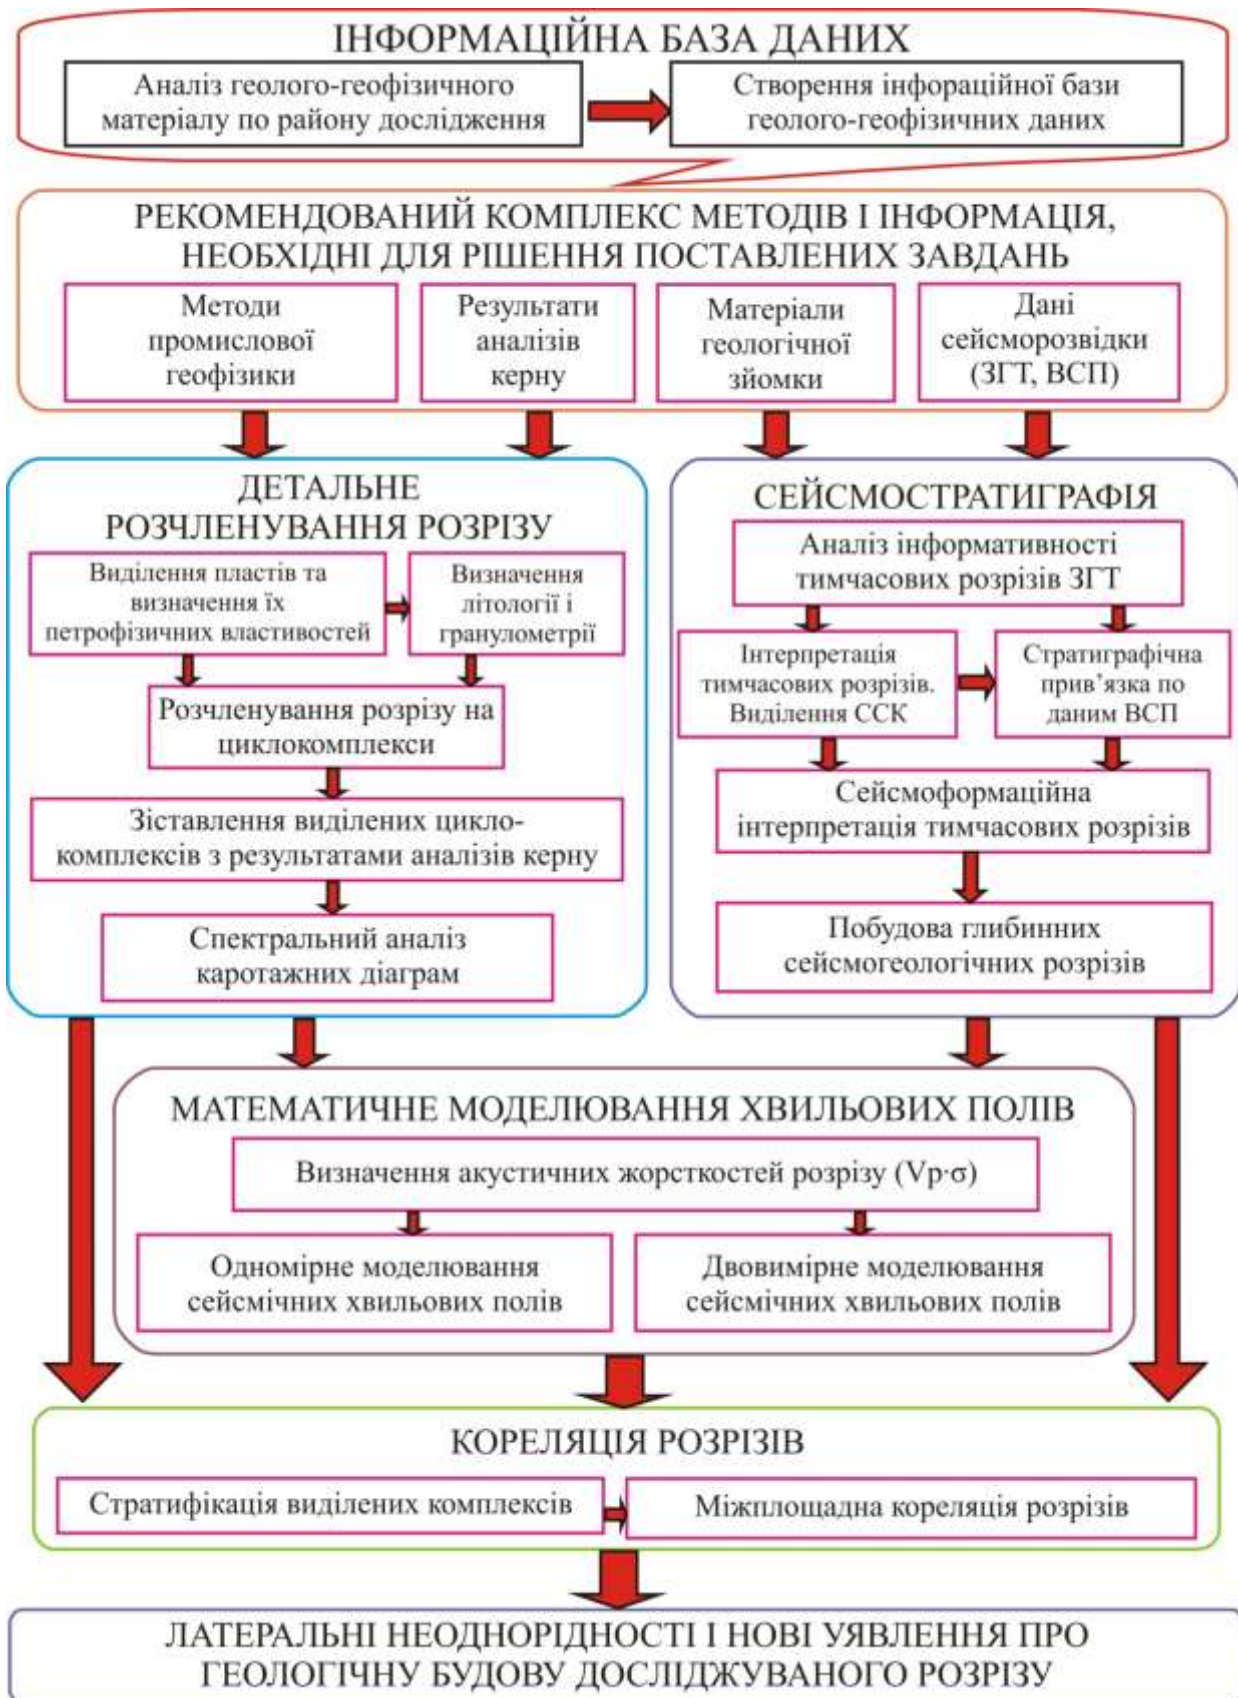 ІНФОРМАЦІЙНА БАЗА ДАНИХ
Аналіз геолого-геофізичного
матеріалу по району дослідження
Створення інфораційної бази
геолого-геофізичних даних
РЕКОМЕНДОВАНИЙ КОМПЛЕКС МЕТОДІВ І ІНФОРМАЦІЯ,
НЕОБХІДНІ ДЛЯ РІШЕННЯ ПОСТАВЛЕНИХ ЗАВДАНЬ
Методи
промислової
геофізики
Результати
аналізів
керну
Матеріали
геологічної
зйомки
Дані
сейсморозвідки
(ЗГТ, ВСП)
ДЕТАЛЬНЕ
РОЗЧЛЕНУВАННЯ РОЗРІЗУ
Виділення пластів та
визначення їх
петрофізичних властивостей
Визначення
літології і
гранулометрії
Розчленування розрізу на
циклокомплекси
Зіставлення виділених цикло-
комплексів з результатами аналізів керну
Спектральний аналіз
каротажних діаграм
СЕЙСМОСТРАТИГРАФІЯ
Аналіз інформативності
тимчасових розрізів ЗГТ
Інтерпретація
тимчасових розрізів.
Виділення ССК
Стратиграфічна
прив’язка по
даним ВСП
Сейсмоформаційна
інтерпретація тимчасових розрізів
Побудова глибинних
сейсмогеологічних розрізів
МАТЕМАТИЧНЕ МОДЕЛЮВАННЯ ХВИЛЬОВИХ ПОЛІВ
Визначення акустичних жорсткостей розрізу (Vp·σ)
Одномірне моделювання
сейсмічних хвильових полів
Двовимірне моделювання
сейсмічних хвильових полів
КОРЕЛЯЦІЯ РОЗРІЗІВ
Стратифікація виділених комплексів
Міжплощадна кореляція розрізів
ЛАТЕРАЛЬНІ НЕОДНОРІДНОСТІ І НОВІ УЯВЛЕННЯ ПРО
ГЕОЛОГІЧНУ БУДОВУ ДОСЛІДЖУВАНОГО РОЗРІЗУ